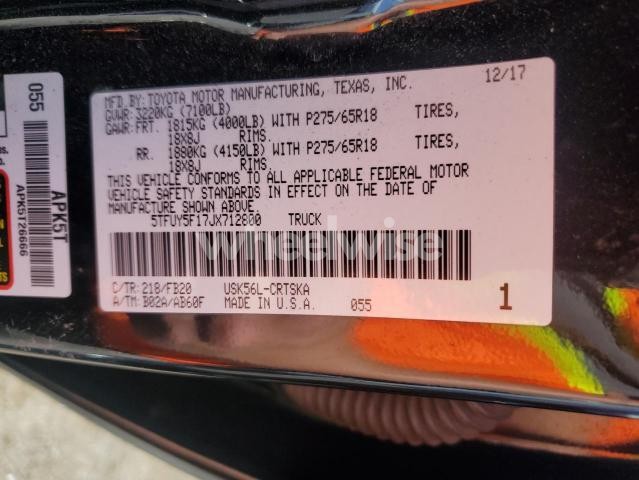 MFD.BY: TOYOTA MOTOR MANUFACTURING, TEXAS, INC. 12/17
GVWR: 3220KG (7100LB)
GAWR: FRT. 1815KG (4000LB) WITH P275/65R18 TIRES,
18X8J RIMS.
RR. 1880KG (4150LB) WITH P275/65R18 TIRES,
18X8J RIMS.
THIS VEHICLE CONFORMS TO ALL APPLICABLE FEDERAL MOTOR
VEHICLE SAFETY STANDARDS IN EFFECT ON THE DATE OF
MANUFACTURE SHOWN ABOVE.
5TFUY5F17JX712800 TRUCK
wheelwise
C/TR: 218/FB20 USK56L-CRTSKA
A/TM: B02A/AB60F MADE IN U.S.A. 055 1
055
APK5T
APK5T26666